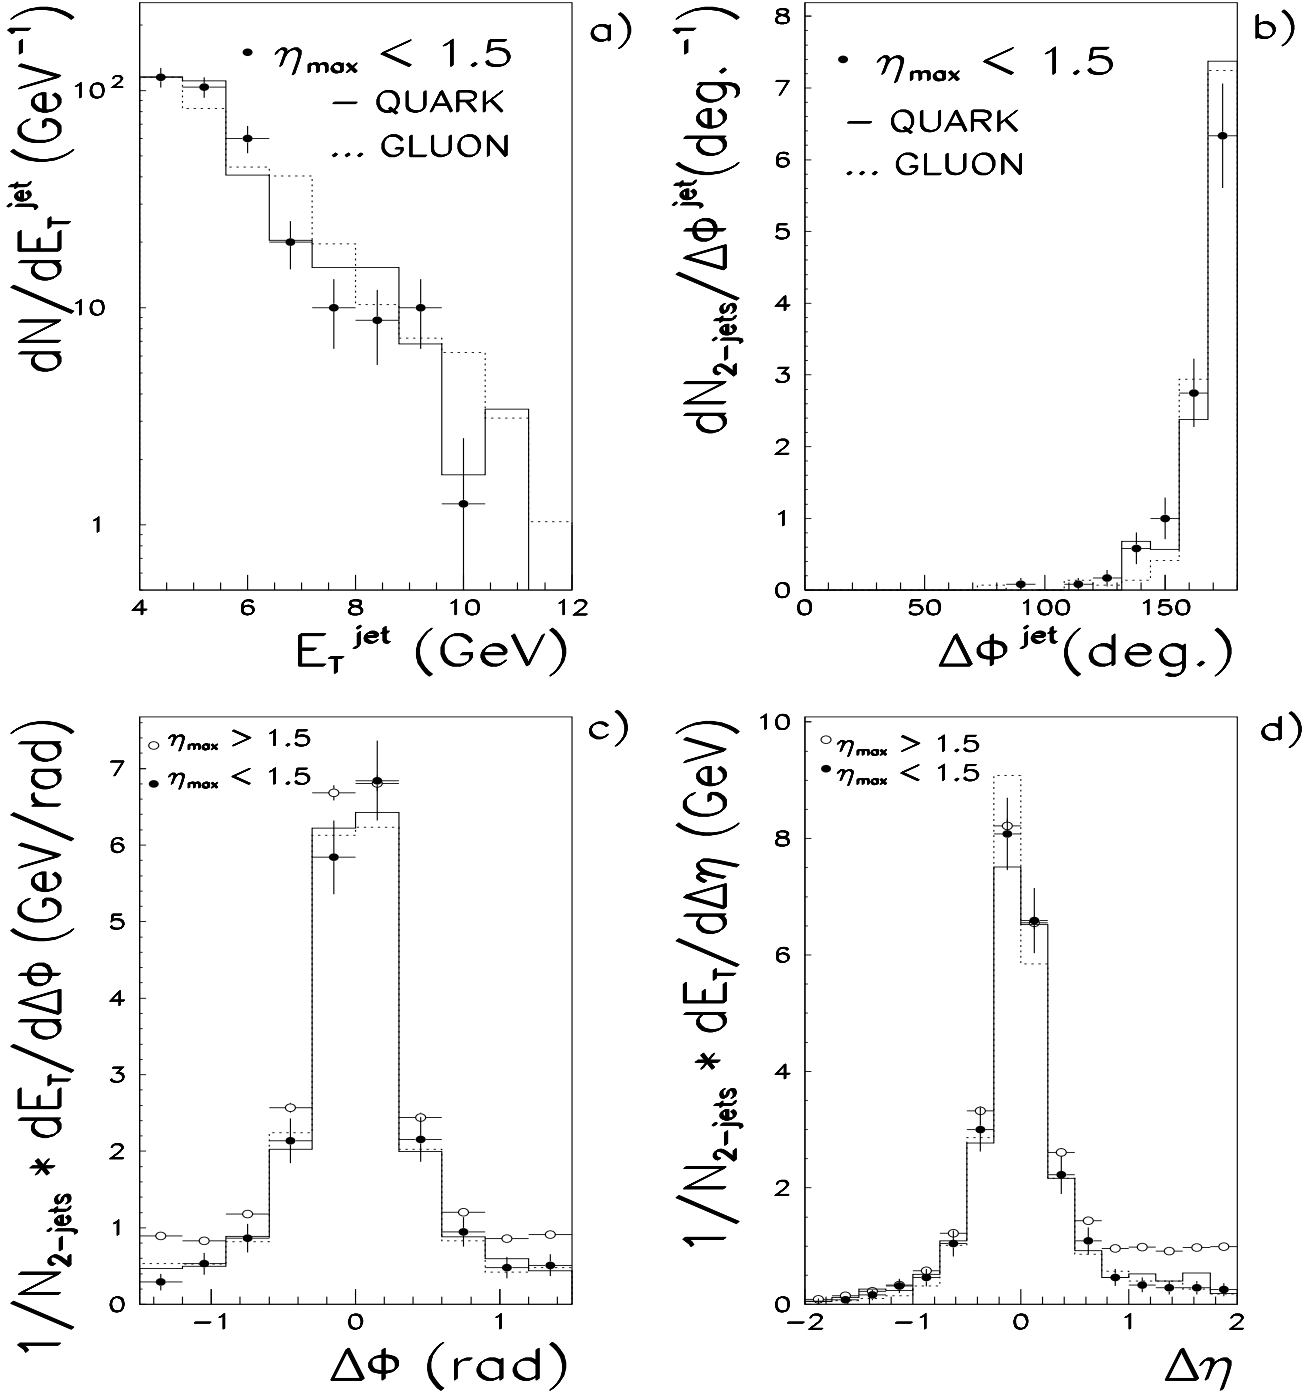 a)
• η_max < 1.5
— QUARK
... GLUON
dN/dE_T^jet (GeV^−1)
10^2
10
1
4 6 8 10 12
E_T^jet (GeV)
b)
• η_max < 1.5
— QUARK
... GLUON
dN_2−jets/ΔΦ^jet(deg.^−1)
8
7
6
5
4
3
2
1
0
0 50 100 150
ΔΦ^jet(deg.)
c)
○ η_max > 1.5
• η_max < 1.5
1/N_2−jets * dE_T/dΔΦ (GeV/rad)
7
6
5
4
3
2
1
0
−1 0 1
ΔΦ (rad)
d)
○ η_max > 1.5
• η_max < 1.5
1/N_2−jets * dE_T/dΔη (GeV)
10
8
6
4
2
0
−2 −1 0 1 2
Δη